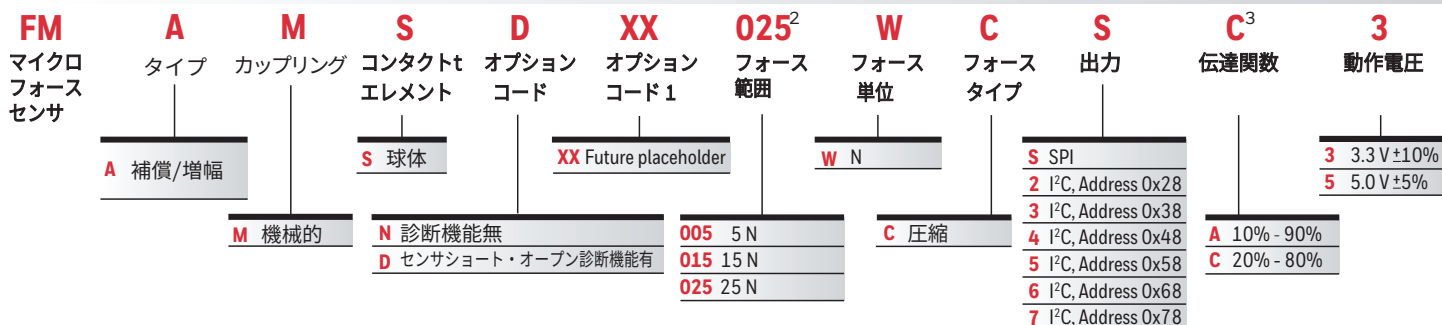 FM A M S D XX 025² W C S C³ 3
マイクロ
フォース
センサ
タイプ
カップリング
コンタクトt
エレメント
オプション
コード
オプション
コード 1
フォース
範囲
フォース
単位
フォース
タイプ
出力
伝達関数
動作電圧
A 補償/増幅
M 機械的
S 球体
N 診断機能無
D センサショート・オープン診断機能有
XX Future placeholder
005 5 N
015 15 N
025 25 N
W N
C 圧縮
S SPI
2 I²C, Address 0x28
3 I²C, Address 0x38
4 I²C, Address 0x48
5 I²C, Address 0x58
6 I²C, Address 0x68
7 I²C, Address 0x78
A 10% - 90%
C 20% - 80%
3 3.3 V ±10%
5 5.0 V ±5%